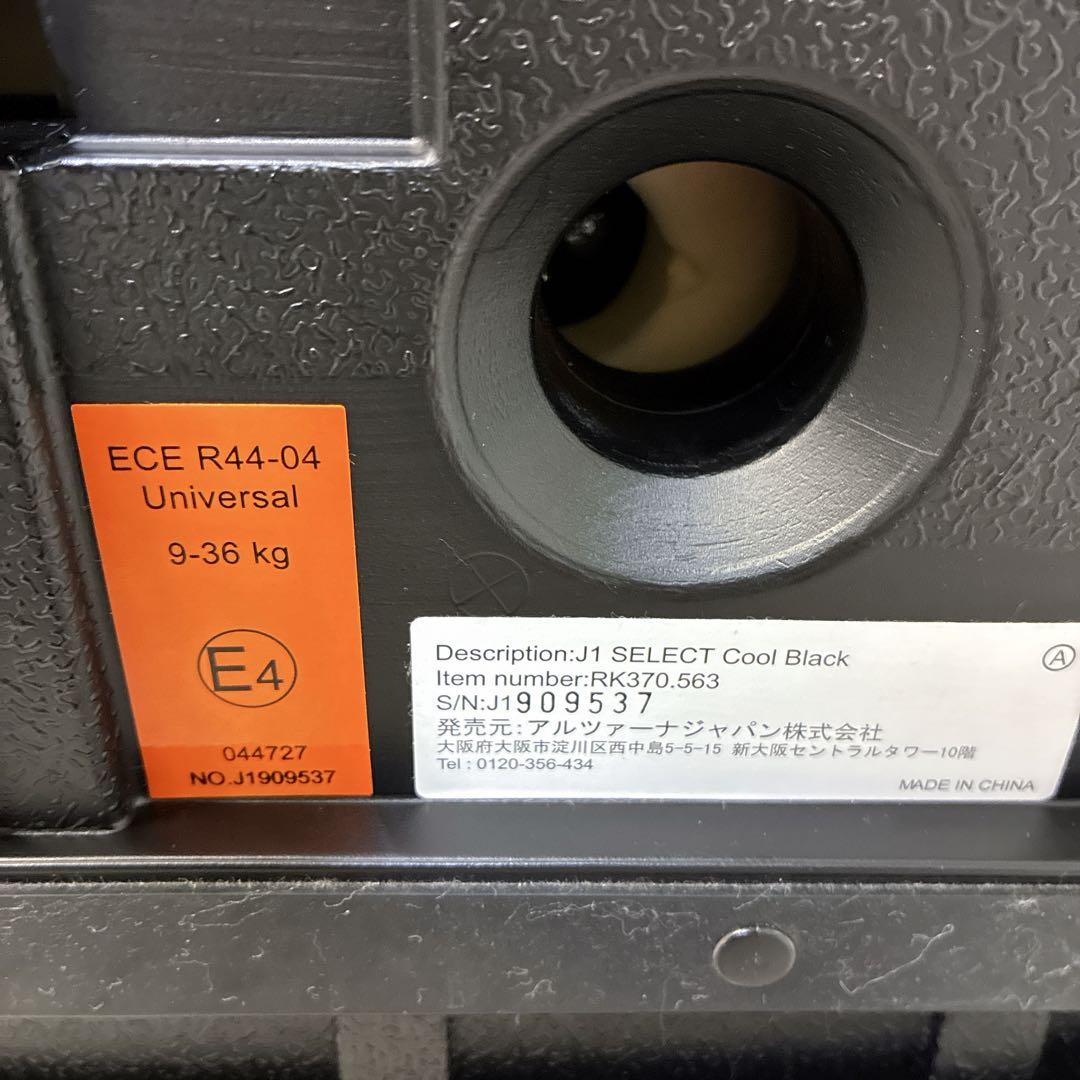 ECE R44-04
Universal
9-36 kg
E4
044727
NO.J1909537
Description:J1 SELECT Cool Black
A
Item number:RK370.563
S/N:J1909537
発売元:アルツァーナジャパン株式会社
大阪府大阪市淀川区西中島5-5-15 新大阪セントラルタワー10階
Tel : 0120-356-434
MADE IN CHINA